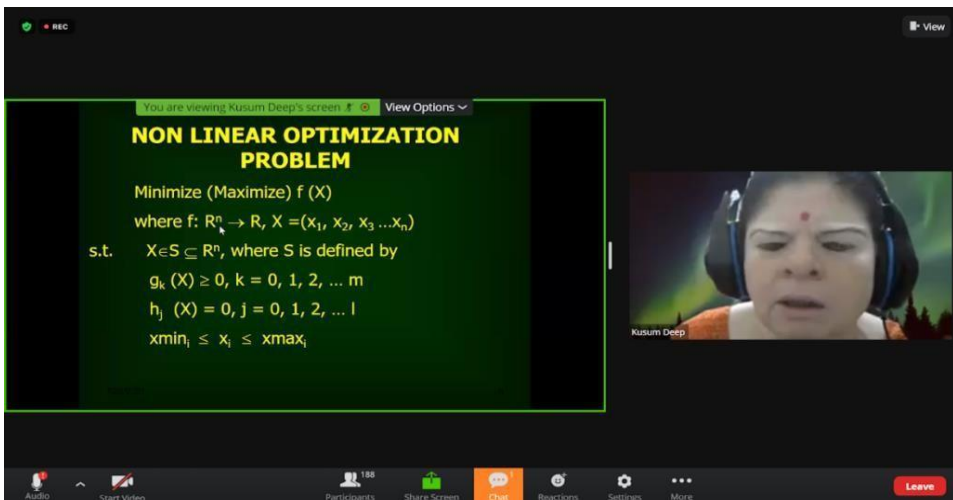 REC
View
You are viewing Kusum Deep's screen
View Options
NON LINEAR OPTIMIZATION
PROBLEM
Minimize (Maximize) f (X)
where f: Rⁿ → R, X =(x₁, x₂, x₃ ...xₙ)
s.t. X∈S ⊆ Rⁿ, where S is defined by
gₖ (X) ≥ 0, k = 0, 1, 2, ... m
hⱼ (X) = 0, j = 0, 1, 2, ... l
xminᵢ ≤ xᵢ ≤ xmaxᵢ
Kusum Deep
188
1
Audio
Start Video
Participants
Share Screen
Chat
Reactions
Settings
More
Leave